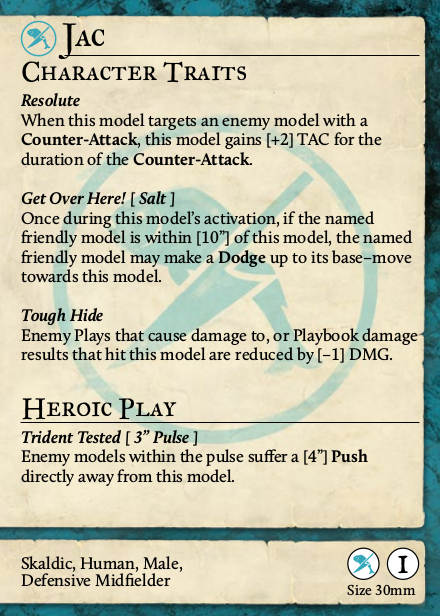 Jac
Character Traits
Resolute
When this model targets an enemy model with a
Counter-Attack, this model gains [+2] TAC for the
duration of the Counter-Attack.
Get Over Here! [ Salt ]
Once during this model's activation, if the named
friendly model is within [10"] of this model, the named
friendly model may make a Dodge up to its base–move
towards this model.
Tough Hide
Enemy Plays that cause damage to, or Playbook damage
results that hit this model are reduced by [–1] DMG.
Heroic Play
Trident Tested [ 3" Pulse ]
Enemy models within the pulse suffer a [4"] Push
directly away from this model.
Skaldic, Human, Male,
Defensive Midfielder
1
Size 30mm